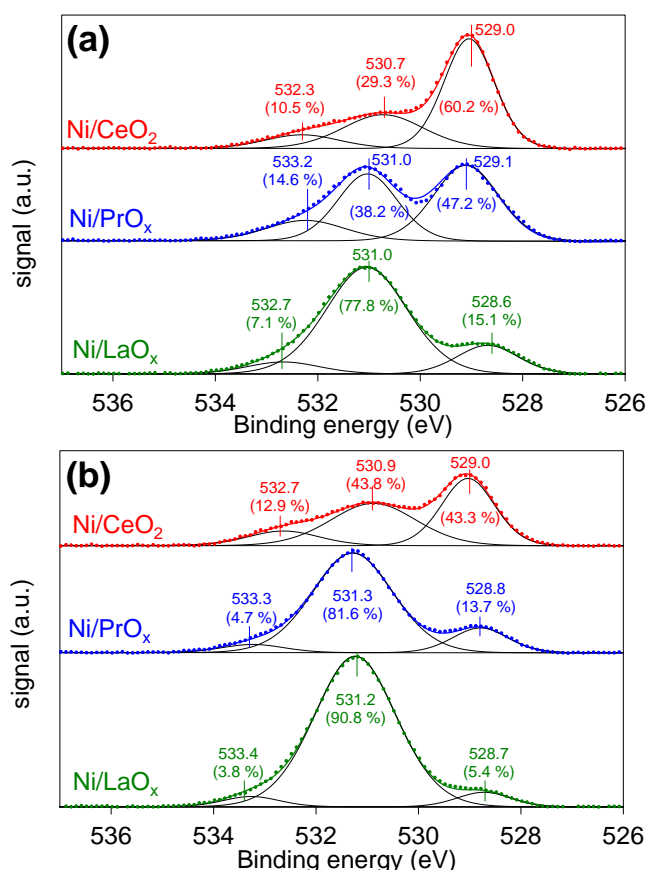 (a)
529.0
530.7
(29.3 %)
532.3
(10.5 %)
(60.2 %)
Ni/CeO2
533.2
(14.6 %)
531.0
529.1
(38.2 %)
(47.2 %)
Ni/PrOx
531.0
(77.8 %)
532.7
(7.1 %)
528.6
(15.1 %)
Ni/LaOx
signal (a.u.)
536 534 532 530 528 526
Binding energy (eV)
(b)
530.9
(43.8 %)
529.0
532.7
(12.9 %)
(43.3 %)
Ni/CeO2
531.3
(81.6 %)
533.3
(4.7 %)
528.8
(13.7 %)
Ni/PrOx
531.2
(90.8 %)
533.4
(3.8 %)
528.7
(5.4 %)
Ni/LaOx
signal (a.u.)
536 534 532 530 528 526
Binding energy (eV)